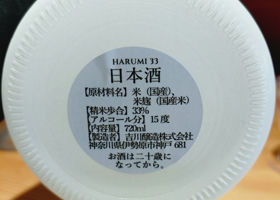 HARUMI 33
日本酒
【原材料名】米(国産)、
米麹(国産米)
【精米歩合】33%
【アルコール分】15度
【内容量】720ml
【製造者】吉川醸造株式会社
神奈川県伊勢原市神戸681
お酒は二十歳に
なってから。